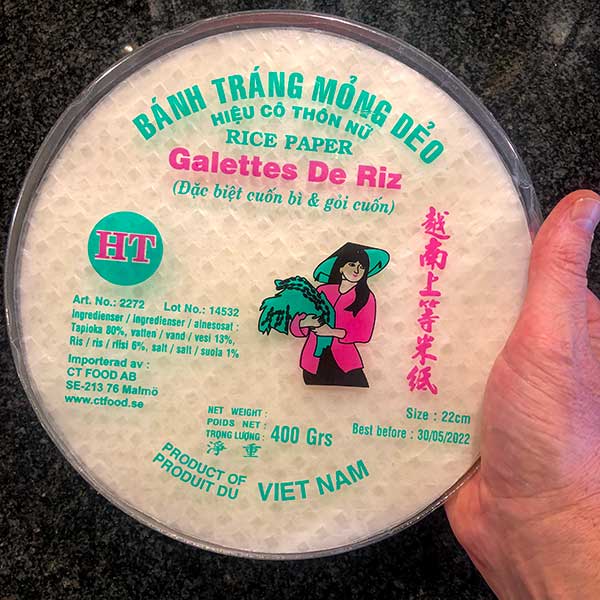 BÁNH TRÁNG MỎNG DẺO
HIỆU CÔ THÔN NỮ
RICE PAPER
Galettes De Riz
(Đặc biệt cuốn bì & gỏi cuốn)
HT
越南上等米紙
Art. No.: 2272 Lot No.: 14532
Ingredienser / ingredienser / ainesosat :
Tapioka 80%, vatten / vand / vesi 13%,
Ris / ris / riisi 6%, salt / salt / suola 1%
Importerad av :
CT FOOD AB
SE-213 76 Malmö
www.ctfood.se
NET WEIGHT :
POIDS NET :
TRỌNG LƯỢNG :
淨 重 :
400 Grs
Size : 22cm
Best before : 30/05/2022
PRODUCT OF
PRODUIT DU
VIET NAM